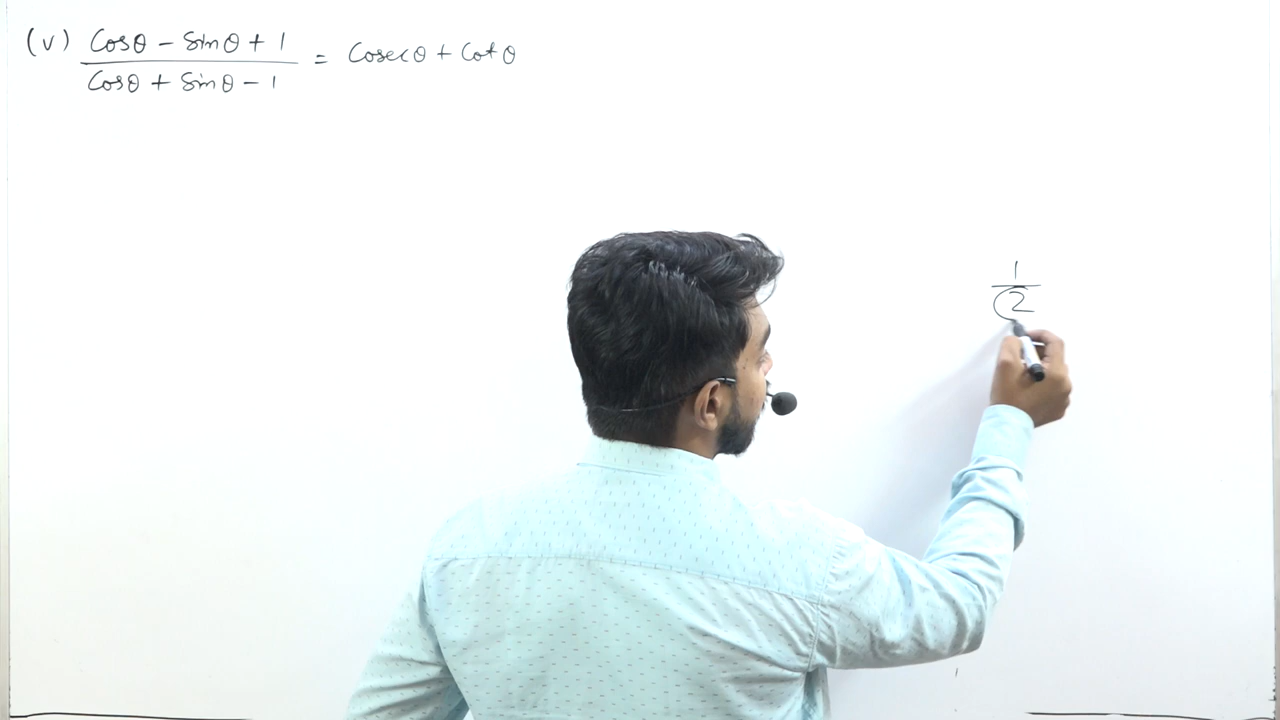 (v) Cosθ - Sinθ + 1 / Cosθ + Sinθ - 1 = Cosecθ + Cotθ
1
2